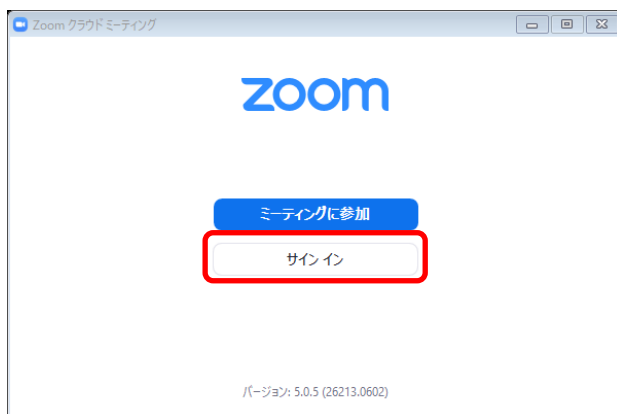 Zoom クラウド ミーティング
zoom
ミーティングに参加
サイン イン
バージョン: 5.0.5 (26213.0602)